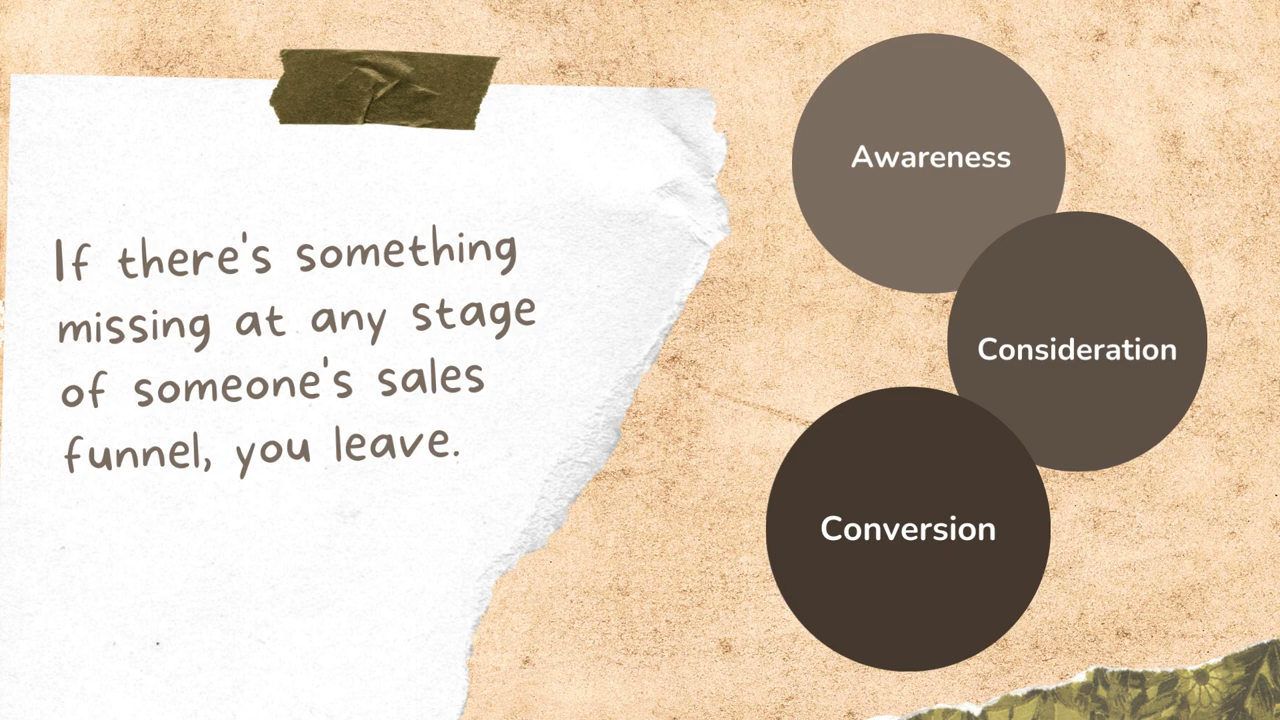 If there's something
missing at any stage
of someone's sales
funnel, you leave.
Awareness
Consideration
Conversion